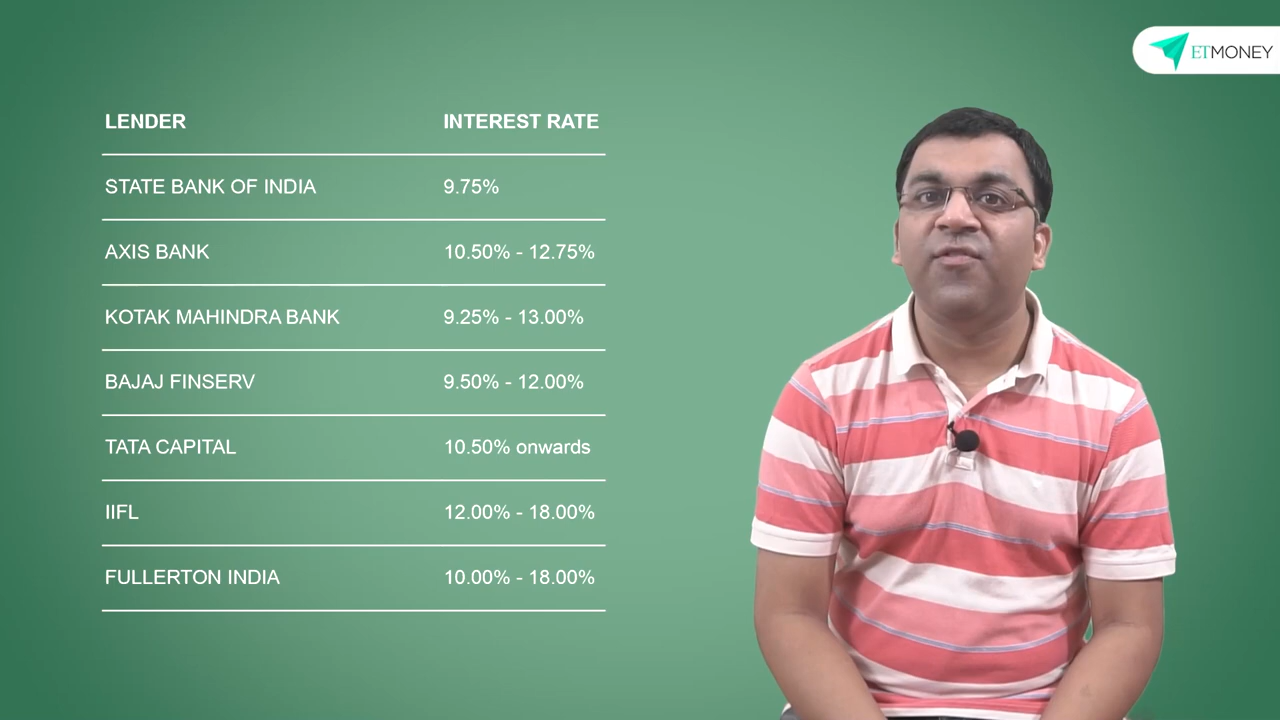 ETMONEY
LENDER INTEREST RATE
STATE BANK OF INDIA 9.75%
AXIS BANK 10.50% - 12.75%
KOTAK MAHINDRA BANK 9.25% - 13.00%
BAJAJ FINSERV 9.50% - 12.00%
TATA CAPITAL 10.50% onwards
IIFL 12.00% - 18.00%
FULLERTON INDIA 10.00% - 18.00%